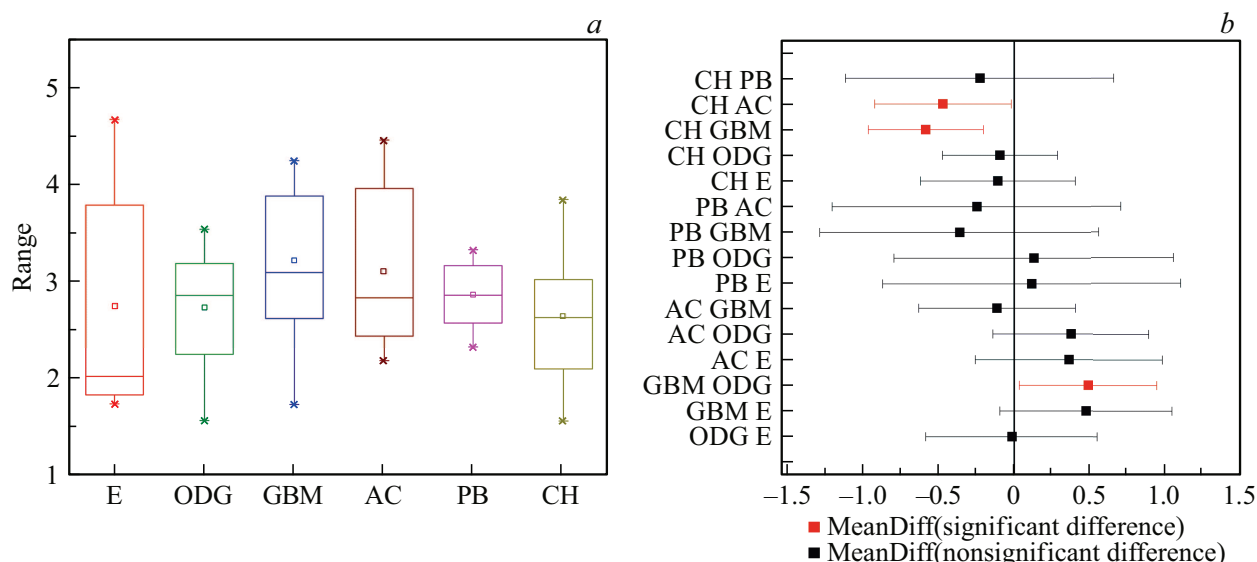 a
5
4
3
2
1
Range
E ODG GBM AC PB CH
b
CH PB
CH AC
CH GBM
CH ODG
CH E
PB AC
PB GBM
PB ODG
PB E
AC GBM
AC ODG
AC E
GBM ODG
GBM E
ODG E
–1.5 –1.0 –0.5 0 0.5 1.0 1.5
MeanDiff(significant difference)
MeanDiff(nonsignificant difference)